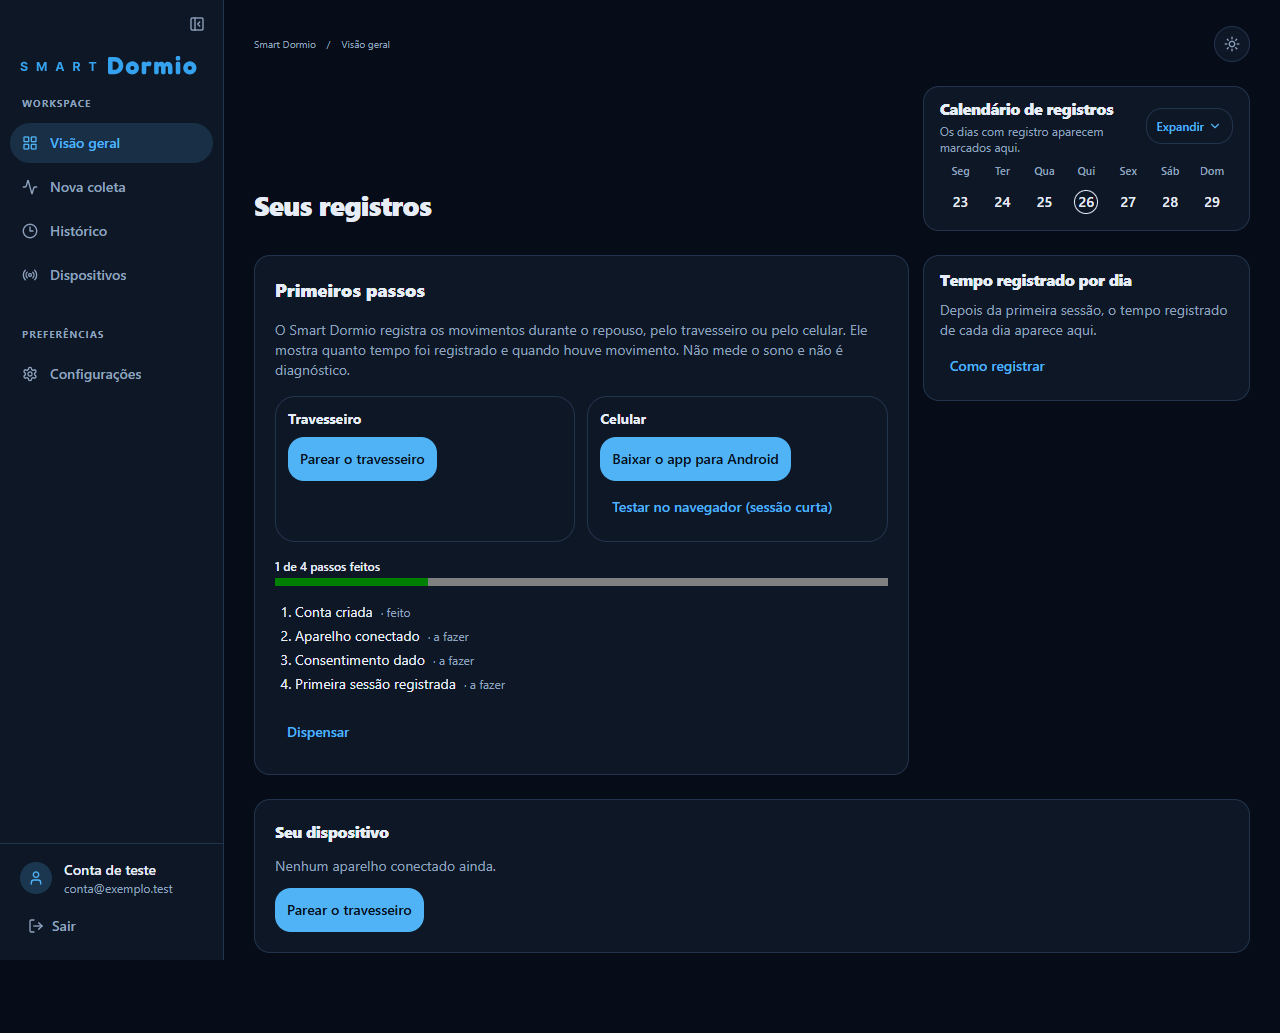 SMART Dormio
WORKSPACE
Visão geral
Nova coleta
Histórico
Dispositivos
PREFERÊNCIAS
Configurações
Conta de teste
conta@exemplo.test
Sair
Smart Dormio / Visão geral
Seus registros
Calendário de registros
Os dias com registro aparecem
marcados aqui.
Expandir
Seg Ter Qua Qui Sex Sáb Dom
23 24 25 26 27 28 29
Primeiros passos
O Smart Dormio registra os movimentos durante o repouso, pelo travesseiro ou pelo celular. Ele
mostra quanto tempo foi registrado e quando houve movimento. Não mede o sono e não é
diagnóstico.
Travesseiro
Parear o travesseiro
Celular
Baixar o app para Android
Testar no navegador (sessão curta)
1 de 4 passos feitos
1. Conta criada · feito
2. Aparelho conectado · a fazer
3. Consentimento dado · a fazer
4. Primeira sessão registrada · a fazer
Dispensar
Tempo registrado por dia
Depois da primeira sessão, o tempo registrado
de cada dia aparece aqui.
Como registrar
Seu dispositivo
Nenhum aparelho conectado ainda.
Parear o travesseiro